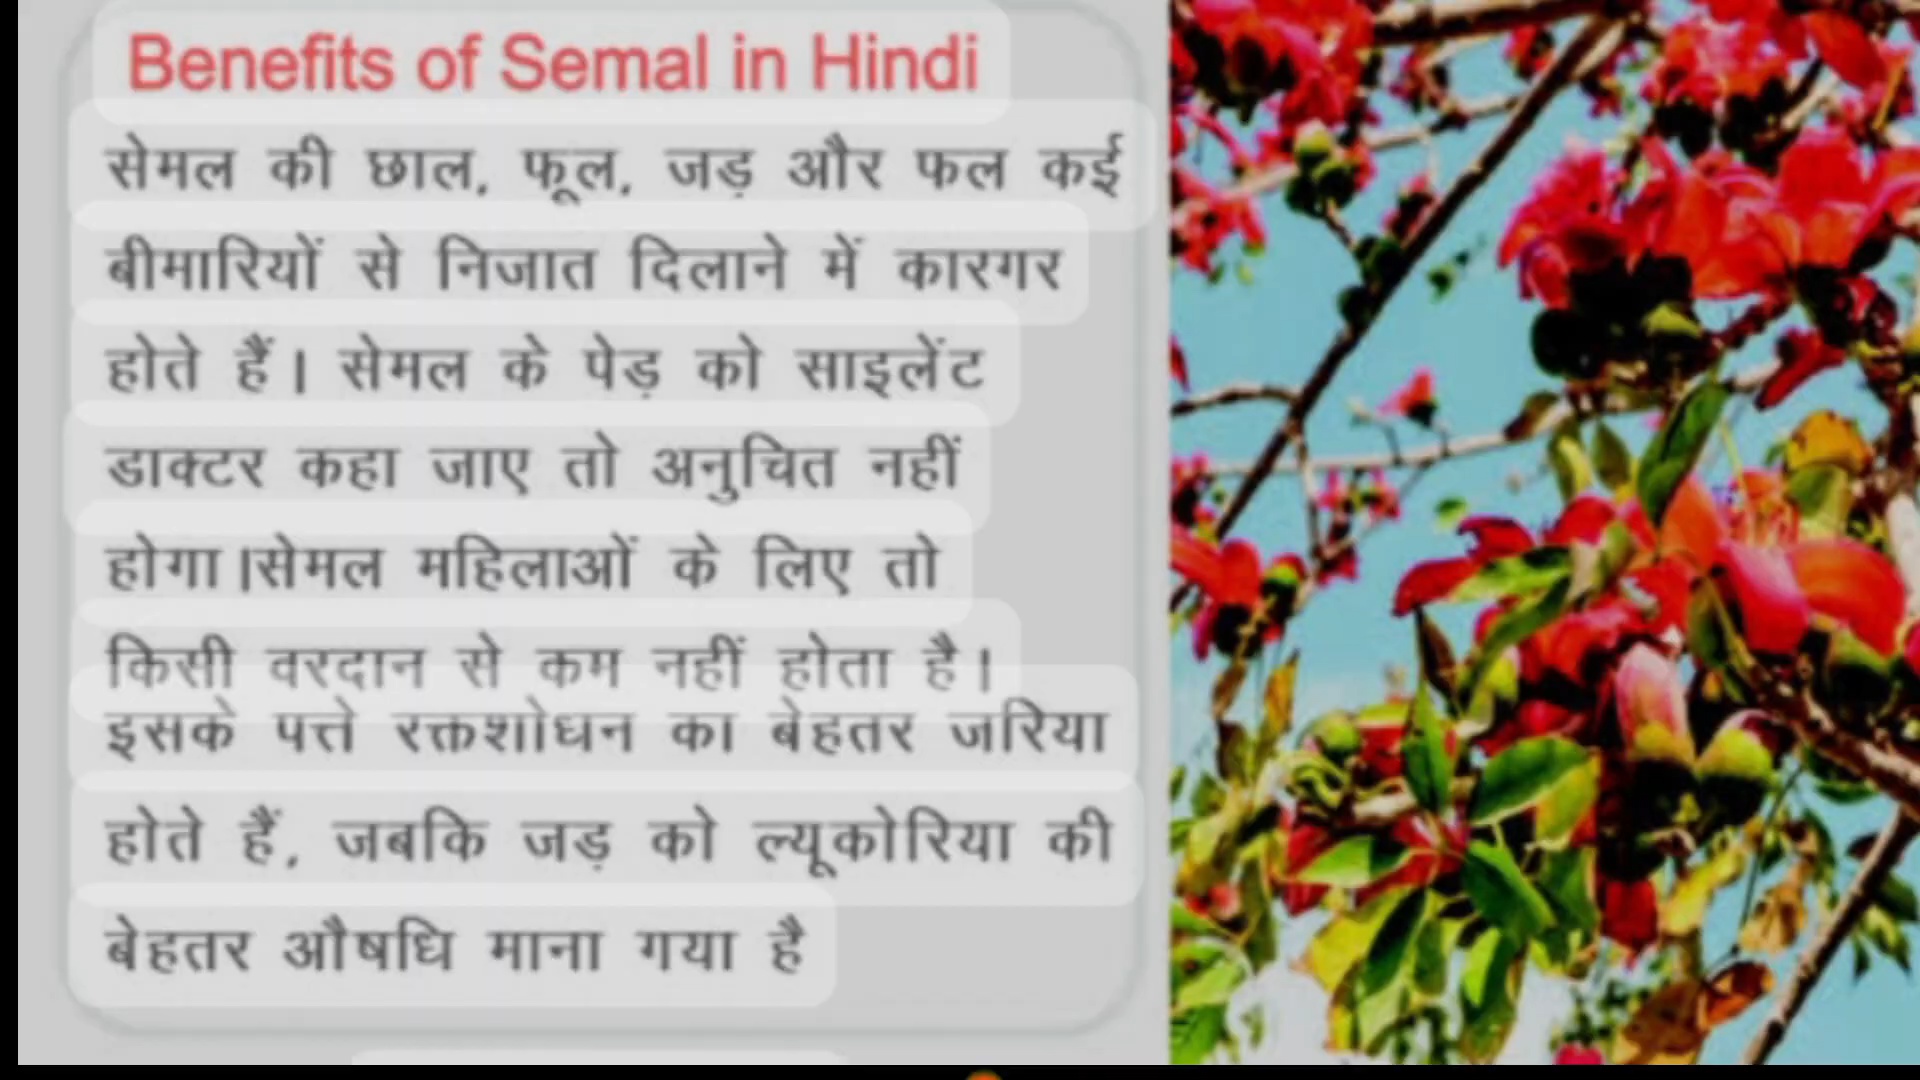 Benefits of Semal in Hindi
सेमल की छाल, फूल, जड़ और फल कई
बीमारियों से निजात दिलाने में कारगर
होते हैं। सेमल के पेड़ को साइलेंट
डाक्टर कहा जाए तो अनुचित नहीं
होगा।सेमल महिलाओं के लिए तो
किसी वरदान से कम नहीं होता है।
इसके पत्ते रक्तशोधन का बेहतर जरिया
होते हैं, जबकि जड़ को ल्यूकोरिया की
बेहतर औषधि माना गया है